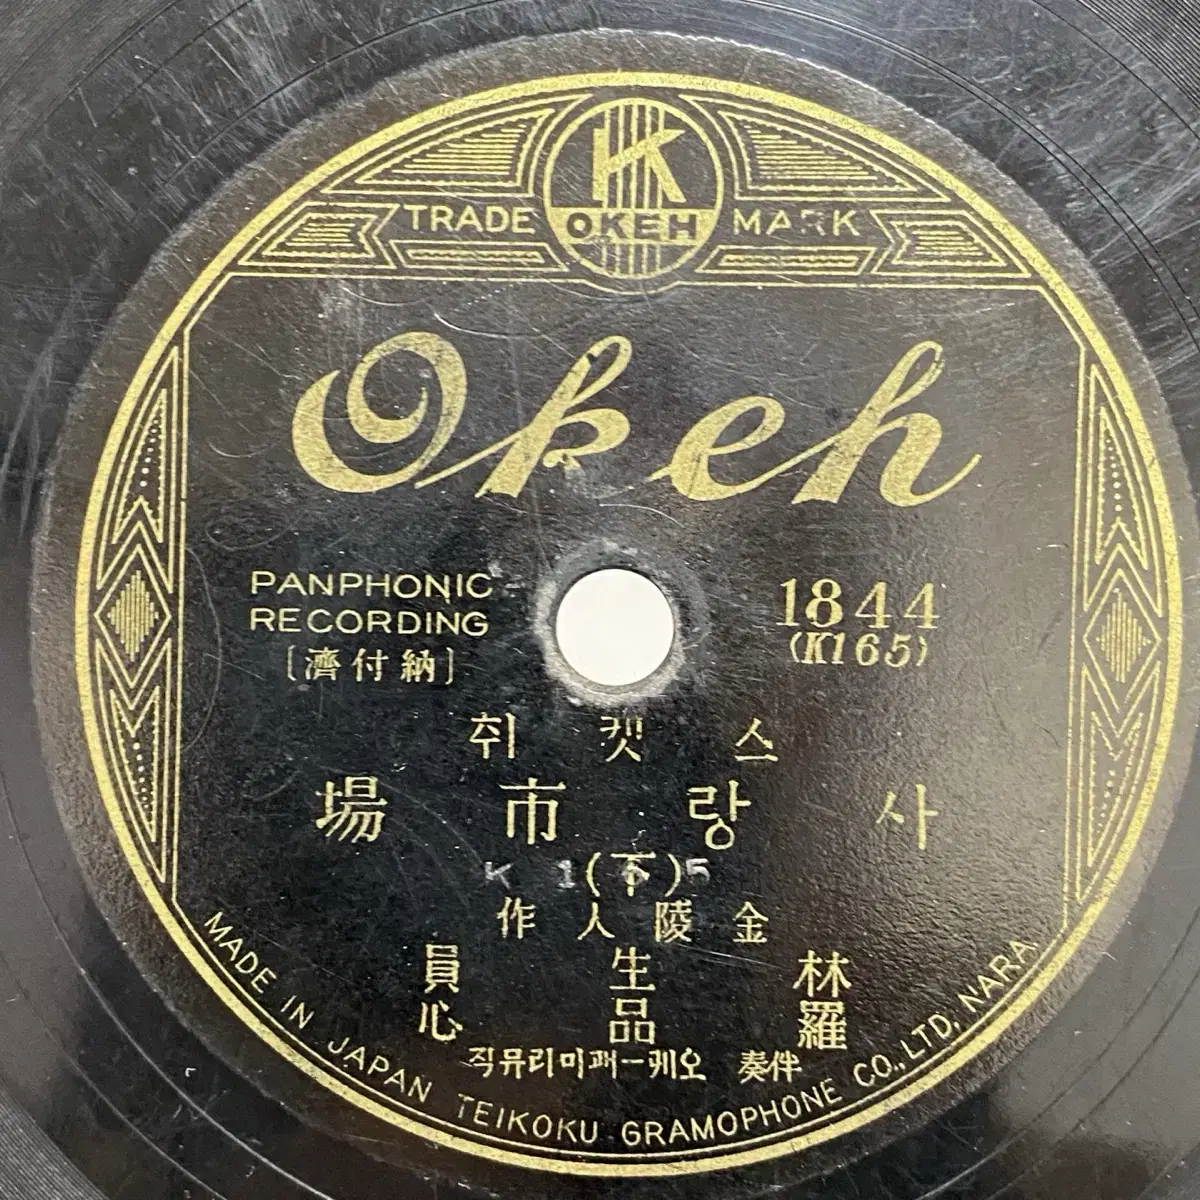 K
OKEH
TRADE MARK
Okeh
PANPHONIC
RECORDING
[納付濟]
1844
(K165)
스켓취
사랑市場
(下)
K 1 5
金陵人作
林生員
羅品心
伴奏 오케ー패미리뮤직
MADE IN JAPAN TEIKOKU GRAMOPHONE CO., LTD, NARA.